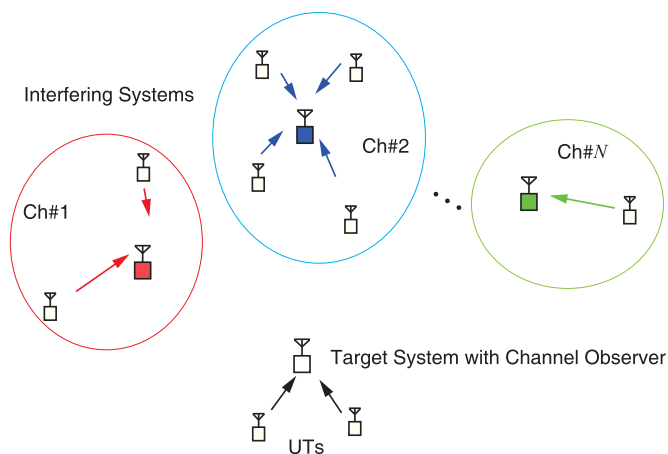 Interfering Systems
Ch#1
Ch#2
Ch#N
Target System with Channel Observer
UTs